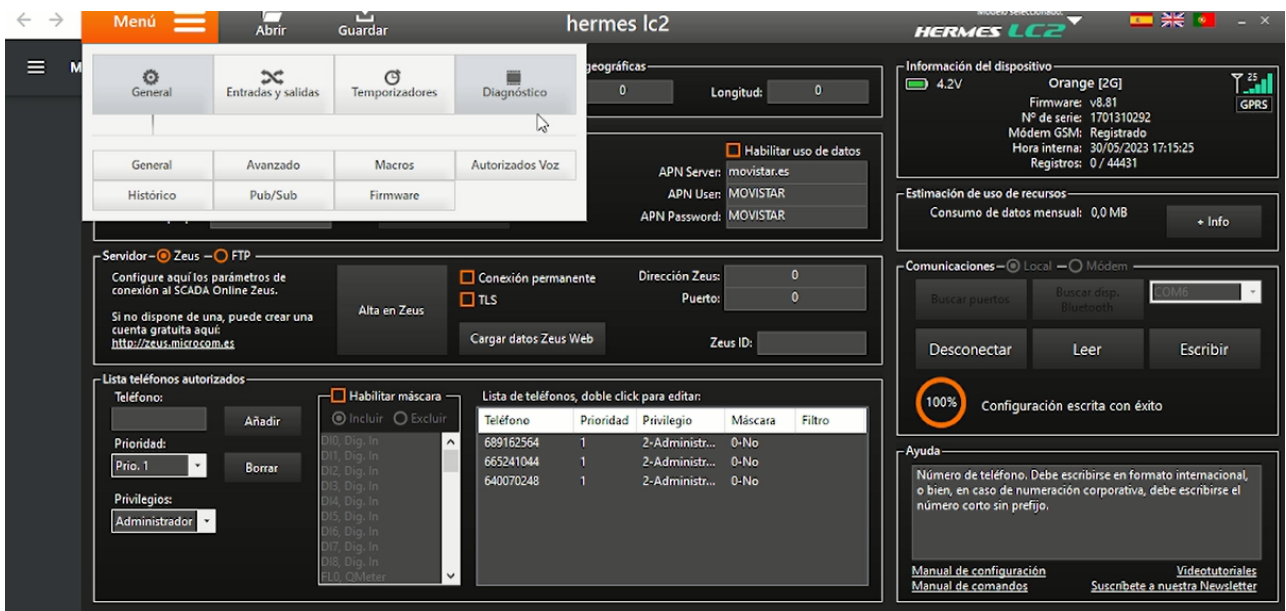 Menú
Abrir
Guardar
hermes lc2
HERMES LC2
M
General
Entradas y salidas
Temporizadores
Diagnóstico
General
Avanzado
Macros
Autorizados Voz
Histórico
Pub/Sub
Firmware
geográficas
0
Longitud:
0
Habilitar uso de datos
APN Server:
movistar.es
APN User:
MOVISTAR
APN Password:
MOVISTAR
Servidor
Zeus
FTP
Configure aquí los parámetros de
conexión al SCADA Online Zeus.
Si no dispone de una, puede crear una
cuenta gratuita aquí:
http://zeus.microcom.es
Alta en Zeus
Conexión permanente
TLS
Cargar datos Zeus Web
Dirección Zeus:
0
Puerto:
0
Zeus ID:
Lista teléfonos autorizados
Teléfono:
Añadir
Prioridad:
Prio. 1
Borrar
Privilegios:
Administrador
Habilitar máscara
Incluir
Excluir
DI0, Dig. In
DI1, Dig. In
DI2, Dig. In
DI3, Dig. In
DI4, Dig. In
DI5, Dig. In
DI6, Dig. In
DI7, Dig. In
DI8, Dig. In
FL0, QMeter
Lista de teléfonos, doble click para editar:
Teléfono Prioridad Privilegio Máscara Filtro
689162564 1 2-Administr... 0-No
665241044 1 2-Administr... 0-No
640070248 1 2-Administr... 0-No
Información del dispositivo
4.2V
Orange [2G]
25
GPRS
Firmware: v8.81
Nº de serie: 1701310292
Módem GSM: Registrado
Hora interna: 30/05/2023 17:15:25
Registros: 0 / 44431
Estimación de uso de recursos
Consumo de datos mensual: 0,0 MB
+ Info
Comunicaciones
Local
Módem
Buscar puertos
Buscar disp.
Bluetooth
COM6
Desconectar
Leer
Escribir
100%
Configuración escrita con éxito
Ayuda
Número de teléfono. Debe escribirse en formato internacional,
o bien, en caso de numeración corporativa, debe escribirse el
número corto sin prefijo.
Manual de configuración
Videotutoriales
Manual de comandos
Suscríbete a nuestra Newsletter